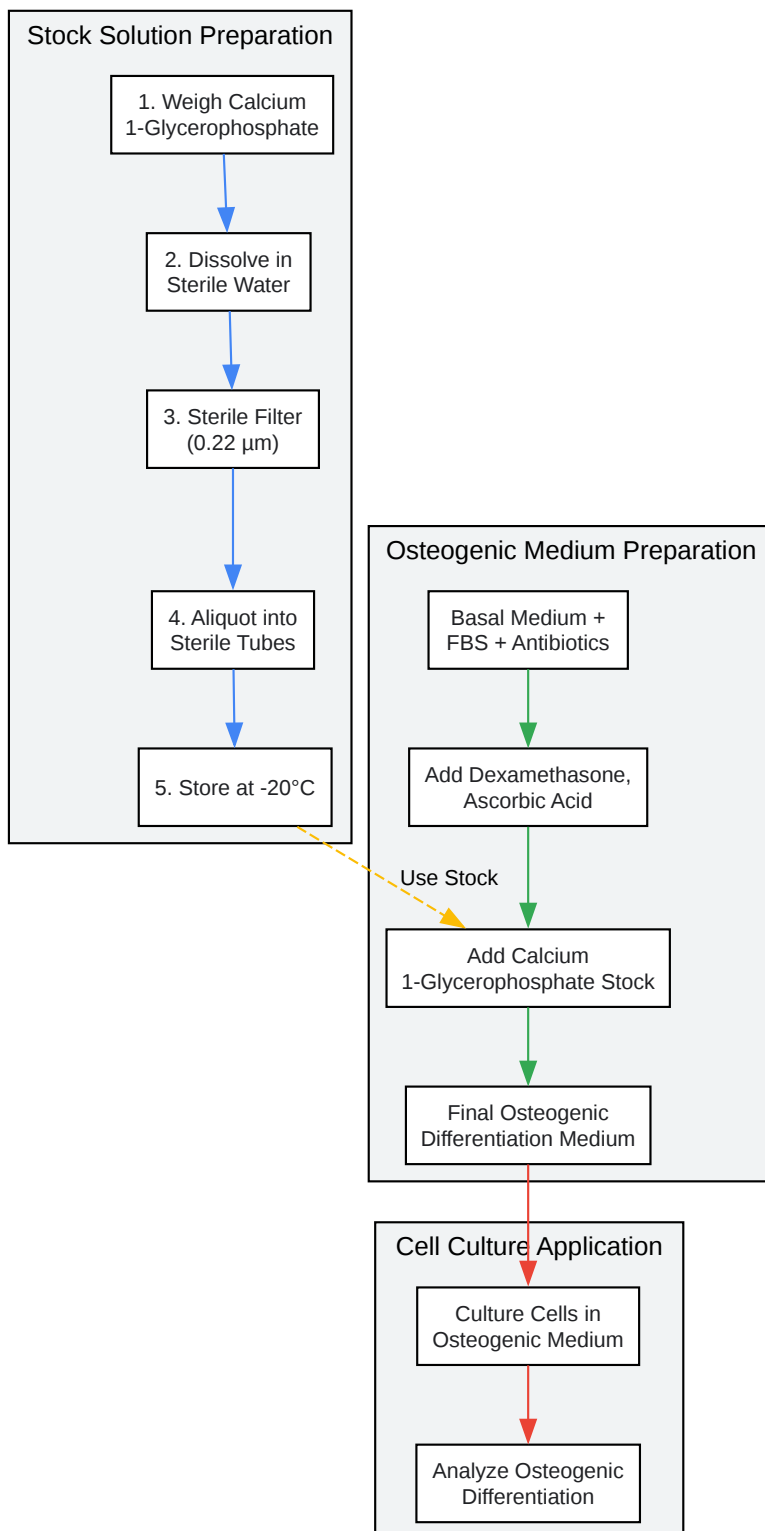 Stock Solution Preparation
1. Weigh Calcium
1-Glycerophosphate
2. Dissolve in
Sterile Water
3. Sterile Filter
(0.22 µm)
4. Aliquot into
Sterile Tubes
5. Store at -20°C
Use Stock
Osteogenic Medium Preparation
Basal Medium +
FBS + Antibiotics
Add Dexamethasone,
Ascorbic Acid
Add Calcium
1-Glycerophosphate Stock
Final Osteogenic
Differentiation Medium
Cell Culture Application
Culture Cells in
Osteogenic Medium
Analyze Osteogenic
Differentiation